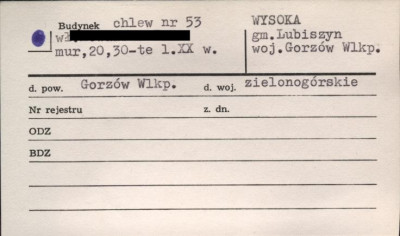 Budynek chlew nr 53
WYSOKA
gm.Lubiszyn
wł.
mur,20,30-te l.XX w.
woj.Gorzów Wlkp.
d. pow. Gorzów Wlkp. d. woj. zielonogórskie
Nr rejestru z. dn.
ODZ
BDZ